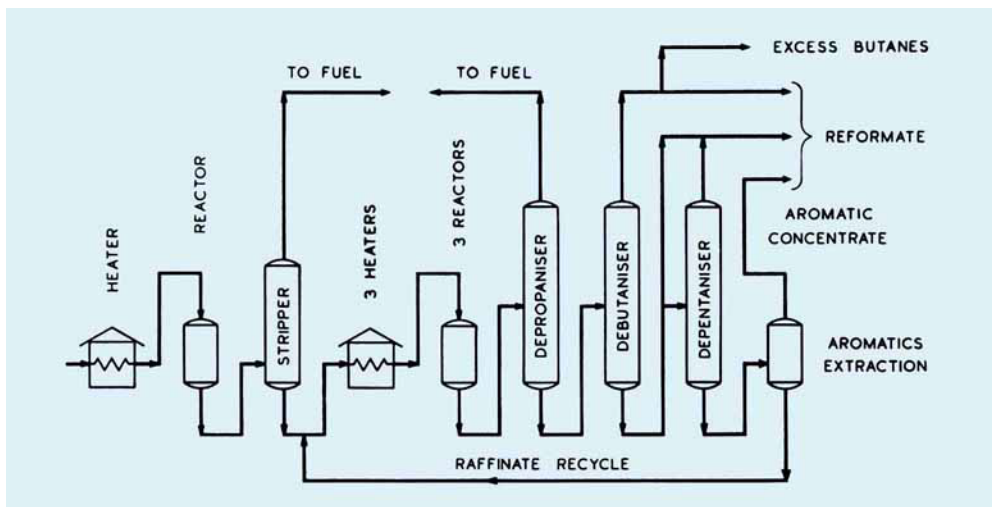 EXCESS BUTANES
TO FUEL
TO FUEL
REFORMATE
HEATER
REACTOR
STRIPPER
3 HEATERS
3 REACTORS
DEPROPANISER
DEBUTANISER
DEPENTANISER
AROMATIC
CONCENTRATE
AROMATICS
EXTRACTION
RAFFINATE RECYCLE